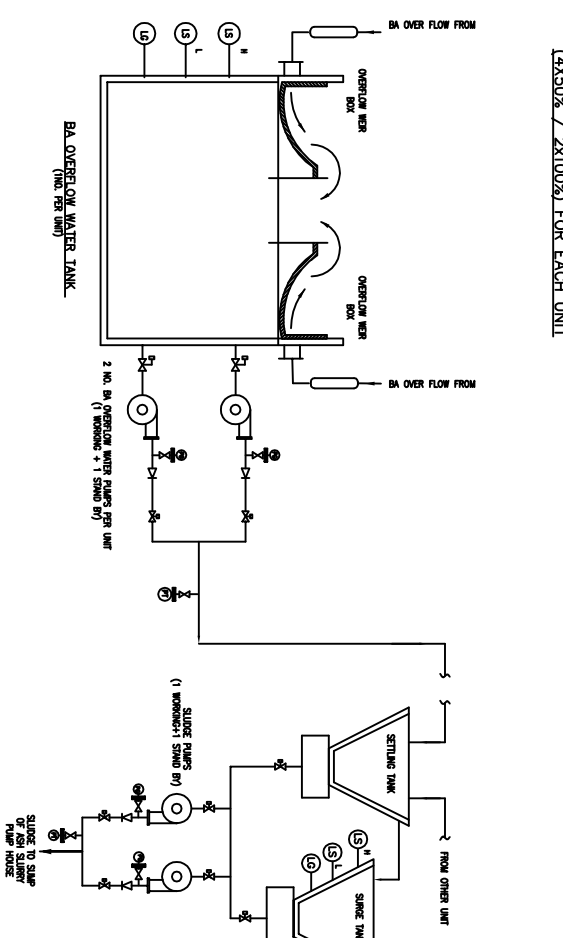 (4X50% / 2X100%) FOR EACH UNIT
BA OVER FLOW FROM
OVERFLOW WEIR
BOX
H
LS
L
LS
LG
BA OVERFLOW WATER TANK
(1NO. PER UNIT)
OVERFLOW WEIR
BOX
BA OVER FLOW FROM
2 NO. BA OVERFLOW WATER PUMPS PER UNIT
(1 WORKING + 1 STAND BY)
PT
SETTLING TANK
FROM OTHER UNIT
SLUDGE PUMPS
(1 WORKING+1 STAND BY)
H
LS
L
LS
LG
SURGE TAN
SLUDGE TO SUMP
OF ASH SLURRY
PUMP HOUSE